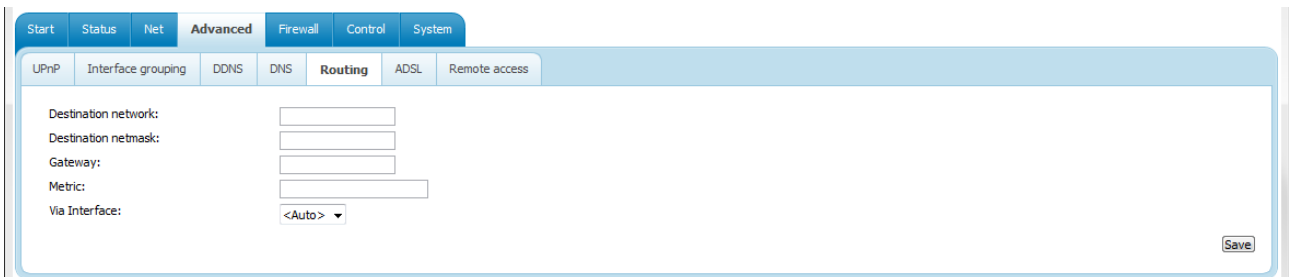 Start Status Net Advanced Firewall Control System
UPnP Interface grouping DDNS DNS Routing ADSL Remote access
Destination network:
Destination netmask:
Gateway:
Metric:
Via Interface: <Auto>
Save